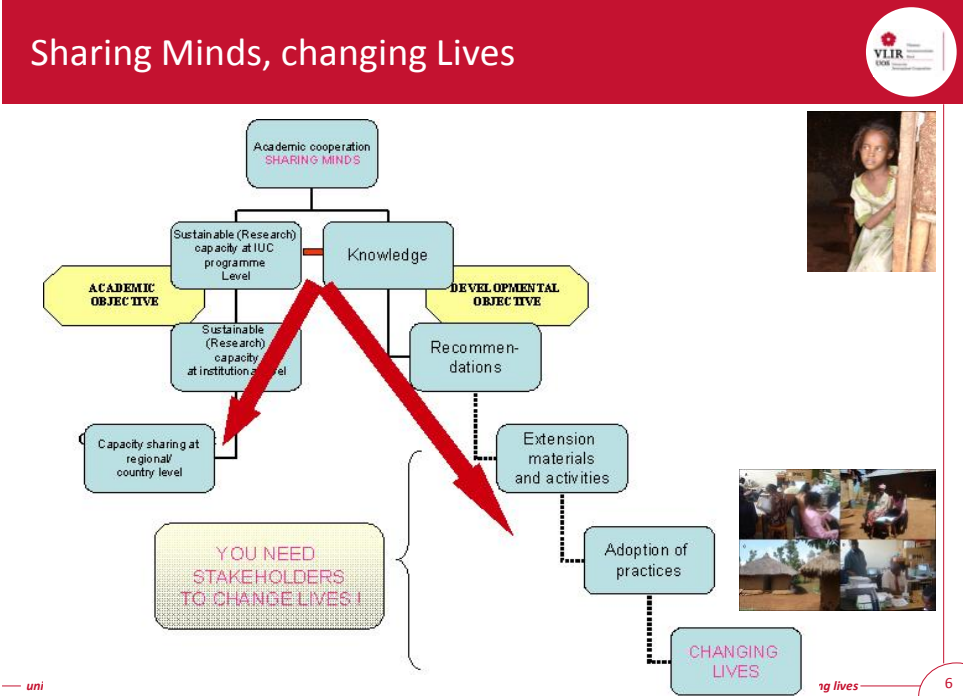 Sharing Minds, changing Lives
VLIR
UOS
Academic cooperation
SHARING MINDS
Sustainable (Research)
capacity at IUC
programme
Level
Knowledge
ACADEMIC
OBJECTIVE
DEVELOPMENTAL
OBJECTIVE
Sustainable
(Research)
capacity
at institutional
Recommen-
dations
Capacity sharing at
regional/
country level
Extension
materials
and activities
YOU NEED
STAKEHOLDERS
TO CHANGE LIVES !
Adoption of
practices
CHANGING
LIVES
uni
ng lives
6